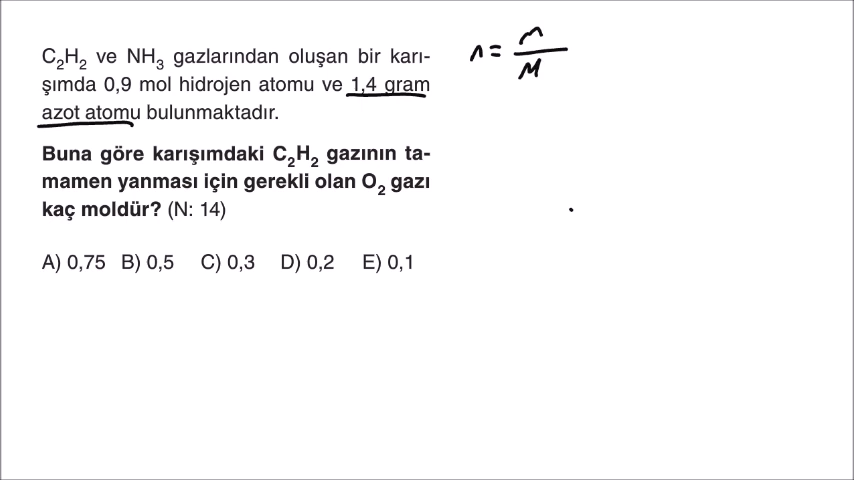 C₂H₂ ve NH₃ gazlarından oluşan bir karı-
şımda 0,9 mol hidrojen atomu ve 1,4 gram
azot atomu bulunmaktadır.
Buna göre karışımdaki C₂H₂ gazının ta-
mamen yanması için gerekli olan O₂ gazı
kaç moldür? (N: 14)
A) 0,75 B) 0,5 C) 0,3 D) 0,2 E) 0,1
n = m / M